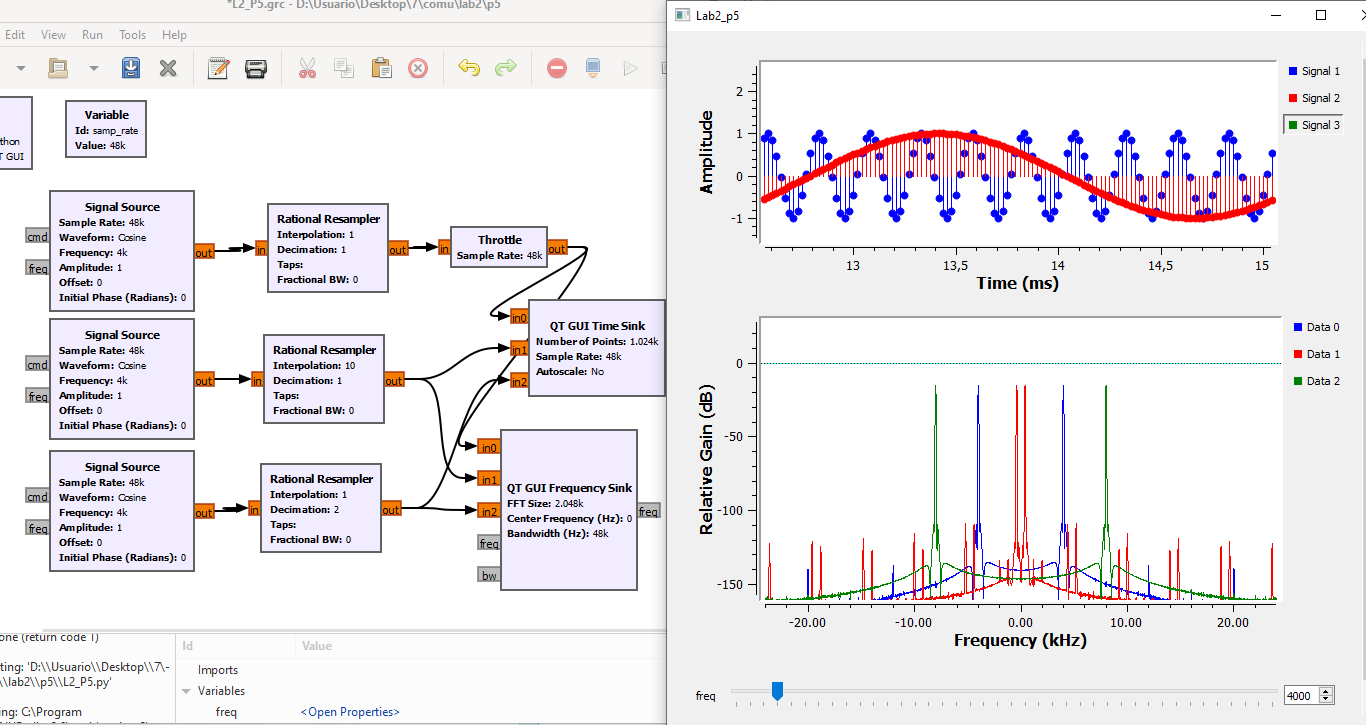 *L2_P5.grc - D:\Usuario\Desktop\7\comu\lab2\p5
Edit View Run Tools Help
thon
T GUI
Variable
Id: samp_rate
Value: 48k
Signal Source
Sample Rate: 48k
Waveform: Cosine
Frequency: 4k
Amplitude: 1
Offset: 0
Initial Phase (Radians): 0
cmd
freq
out
in
Rational Resampler
Interpolation: 1
Decimation: 1
Taps:
Fractional BW: 0
out
in
Throttle
Sample Rate: 48k
out
Signal Source
Sample Rate: 48k
Waveform: Cosine
Frequency: 4k
Amplitude: 1
Offset: 0
Initial Phase (Radians): 0
cmd
freq
out
in
Rational Resampler
Interpolation: 10
Decimation: 1
Taps:
Fractional BW: 0
out
in0
in1
in2
QT GUI Time Sink
Number of Points: 1.024k
Sample Rate: 48k
Autoscale: No
Signal Source
Sample Rate: 48k
Waveform: Cosine
Frequency: 4k
Amplitude: 1
Offset: 0
Initial Phase (Radians): 0
cmd
freq
out
in
Rational Resampler
Interpolation: 1
Decimation: 2
Taps:
Fractional BW: 0
out
in0
in1
in2
freq
bw
QT GUI Frequency Sink
FFT Size: 2.048k
Center Frequency (Hz): 0
Bandwidth (Hz): 48k
freq
one (return code 1)
ting: 'D:\\Usuario\\Desktop\\7\-
\\lab2\\p5\\L2_P5.py'
ng: C:\Program
Id Value
Imports
Variables
freq <Open Properties>
Lab2_p5
Amplitude
2
1
0
-1
13 13,5 14 14,5 15
Time (ms)
Signal 1
Signal 2
Signal 3
Relative Gain (dB)
0
-50
-100
-150
-20.00 -10.00 0.00 10.00 20.00
Frequency (kHz)
Data 0
Data 1
Data 2
freq
4000